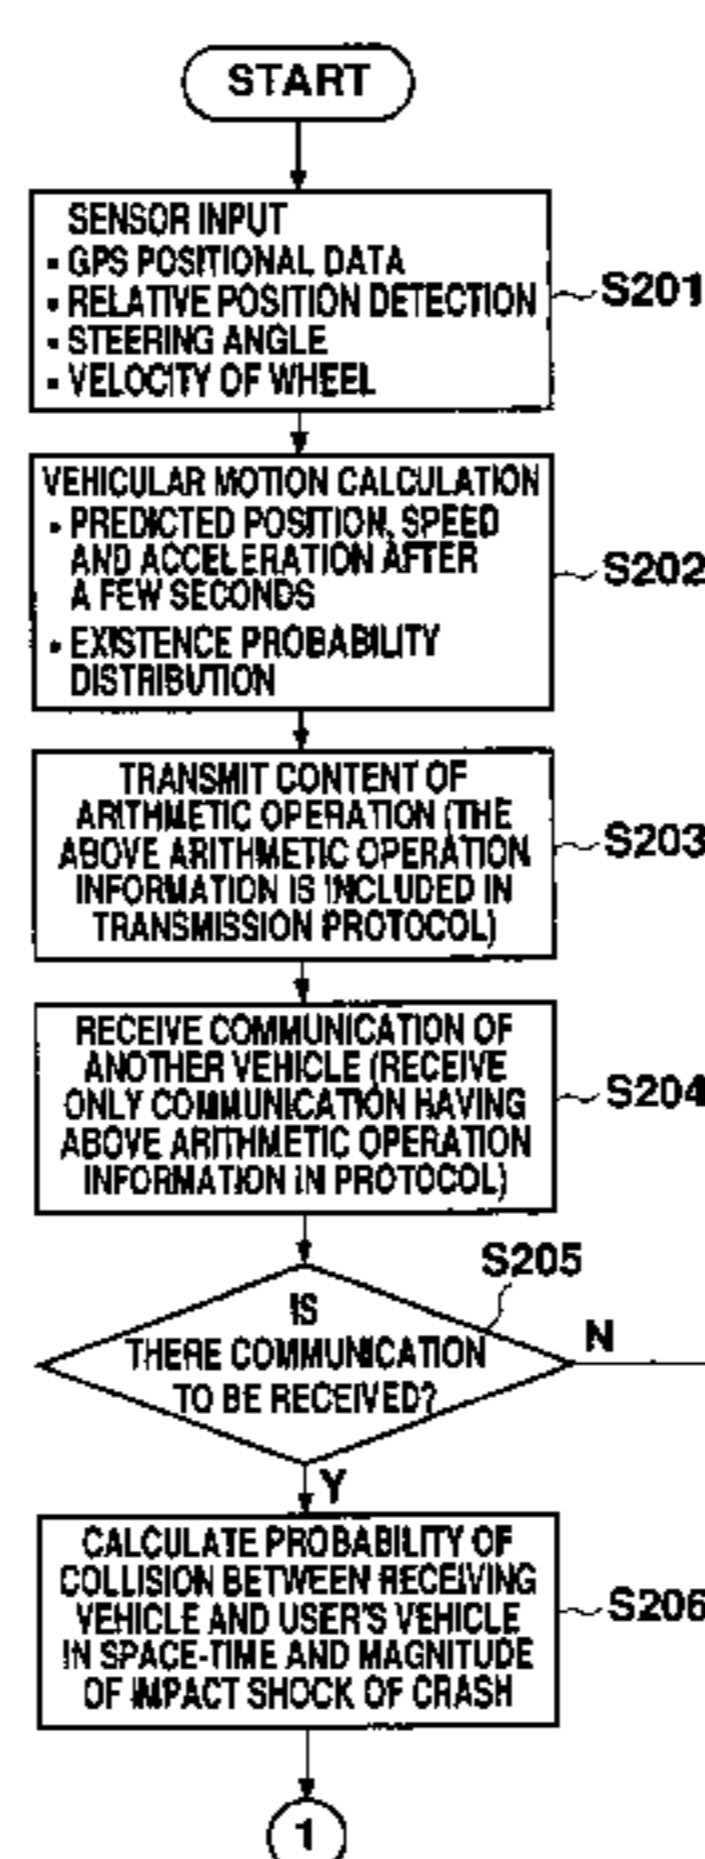 START
SENSOR INPUT
▪ GPS POSITIONAL DATA
▪ RELATIVE POSITION DETECTION
▪ STEERING ANGLE
▪ VELOCITY OF WHEEL
S201
VEHICULAR MOTION CALCULATION
• PREDICTED POSITION, SPEED
AND ACCELERATION AFTER
A FEW SECONDS
• EXISTENCE PROBABILITY
DISTRIBUTION
S202
TRANSMIT CONTENT OF
ARITHMETIC OPERATION (THE
ABOVE ARITHMETIC OPERATION
INFORMATION IS INCLUDED IN
TRANSMISSION PROTOCOL)
S203
RECEIVE COMMUNICATION OF
ANOTHER VEHICLE (RECEIVE
ONLY COMMUNICATION HAVING
ABOVE ARITHMETIC OPERATION
INFORMATION IN PROTOCOL)
S204
S205
IS
THERE COMMUNICATION
TO BE RECEIVED?
N
Y
CALCULATE PROBABILITY OF
COLLISION BETWEEN RECEIVING
VEHICLE AND USER'S VEHICLE
IN SPACE-TIME AND MAGNITUDE
OF IMPACT SHOCK OF CRASH
S206
1